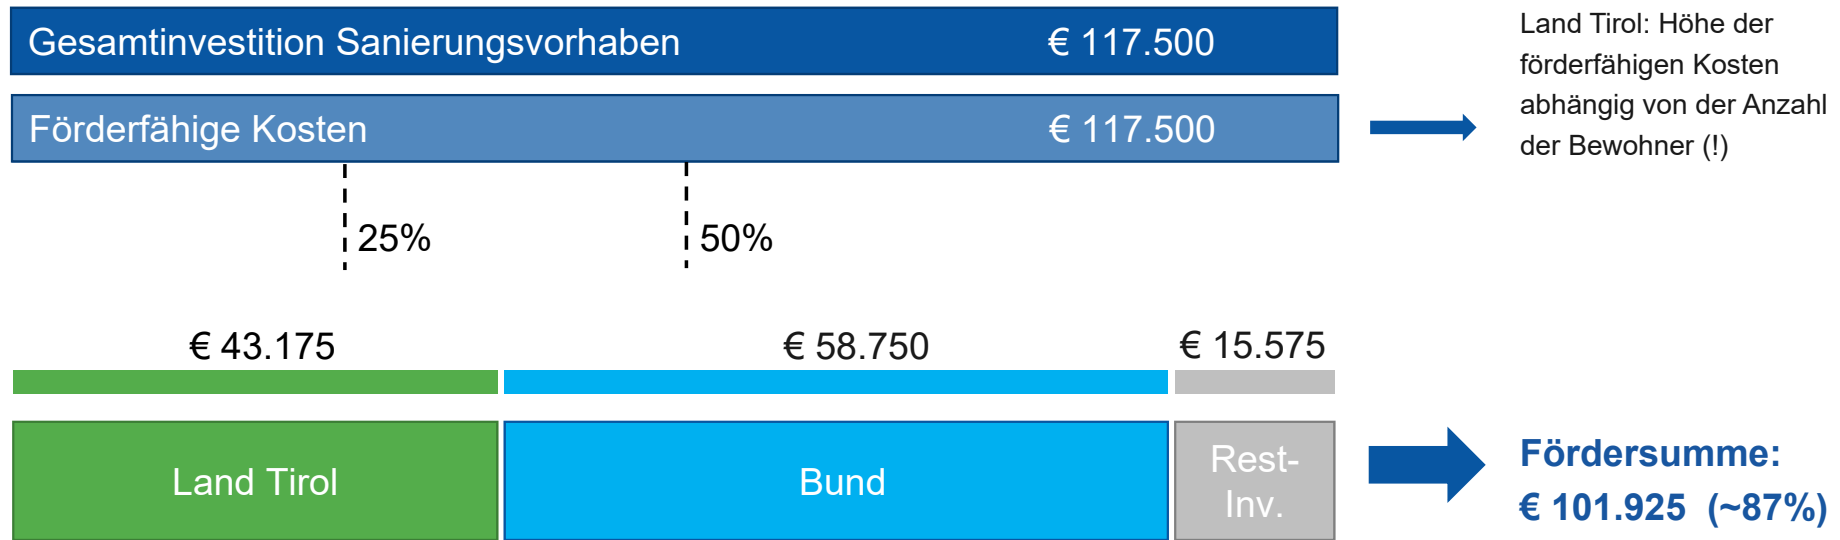 Gesamtinvestition Sanierungsvorhaben € 117.500
Förderfähige Kosten € 117.500
Land Tirol: Höhe der
förderfähigen Kosten
abhängig von der Anzahl
der Bewohner (!)
25%
50%
€ 43.175
€ 58.750
€ 15.575
Land Tirol
Bund
Rest-
Inv.
Fördersumme:
€ 101.925 (~87%)